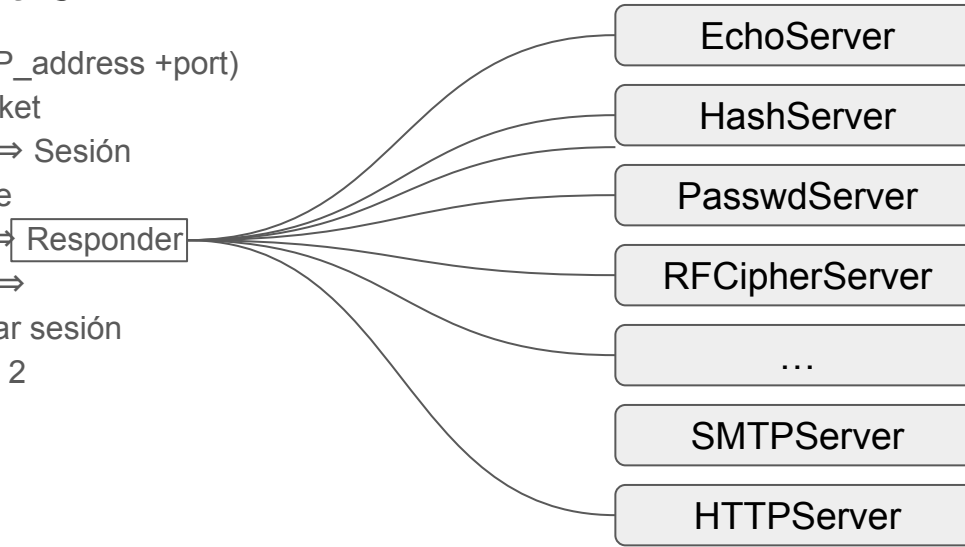 P_address +port)
ket
⇒ Sesión
e
⇒ Responder
⇒
ar sesión
2
EchoServer
HashServer
PasswdServer
RFCipherServer
…
SMTPServer
HTTPServer